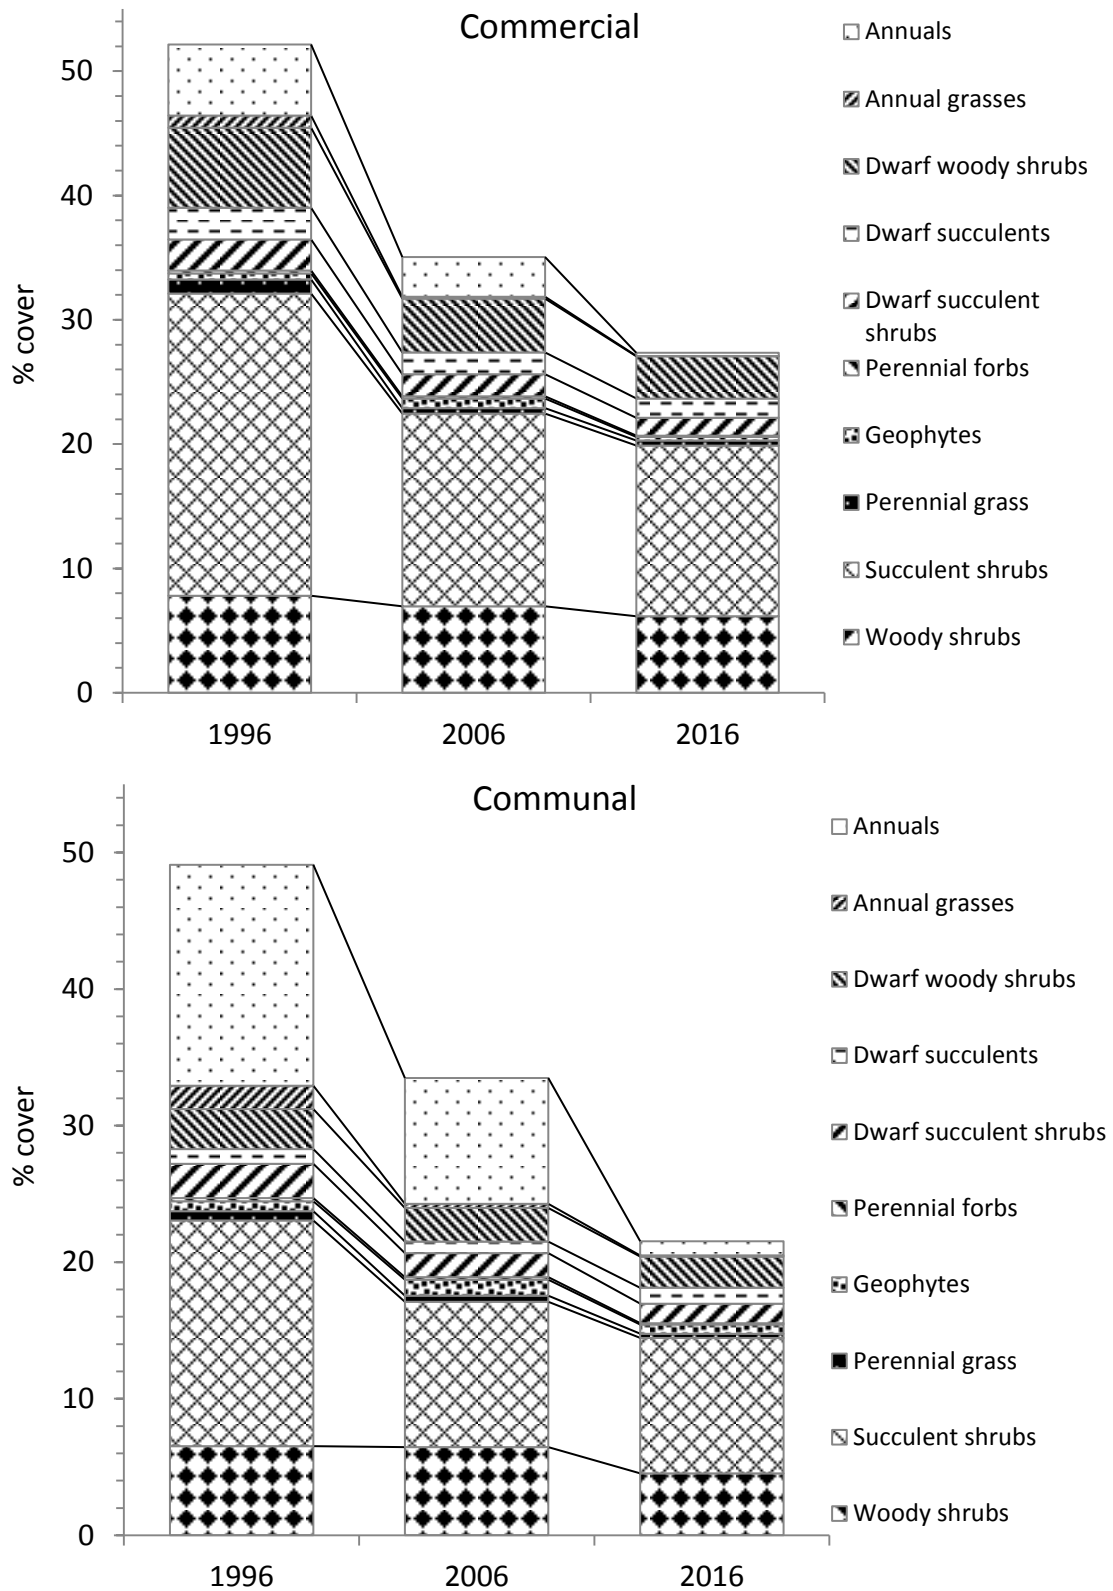 Commercial
50
40
30
20
10
0
% cover
1996
2006
2016
Annuals
Annual grasses
Dwarf woody shrubs
Dwarf succulents
Dwarf succulent
shrubs
Perennial forbs
Geophytes
Perennial grass
Succulent shrubs
Woody shrubs
Communal
50
40
30
20
10
0
% cover
1996
2006
2016
Annuals
Annual grasses
Dwarf woody shrubs
Dwarf succulents
Dwarf succulent shrubs
Perennial forbs
Geophytes
Perennial grass
Succulent shrubs
Woody shrubs